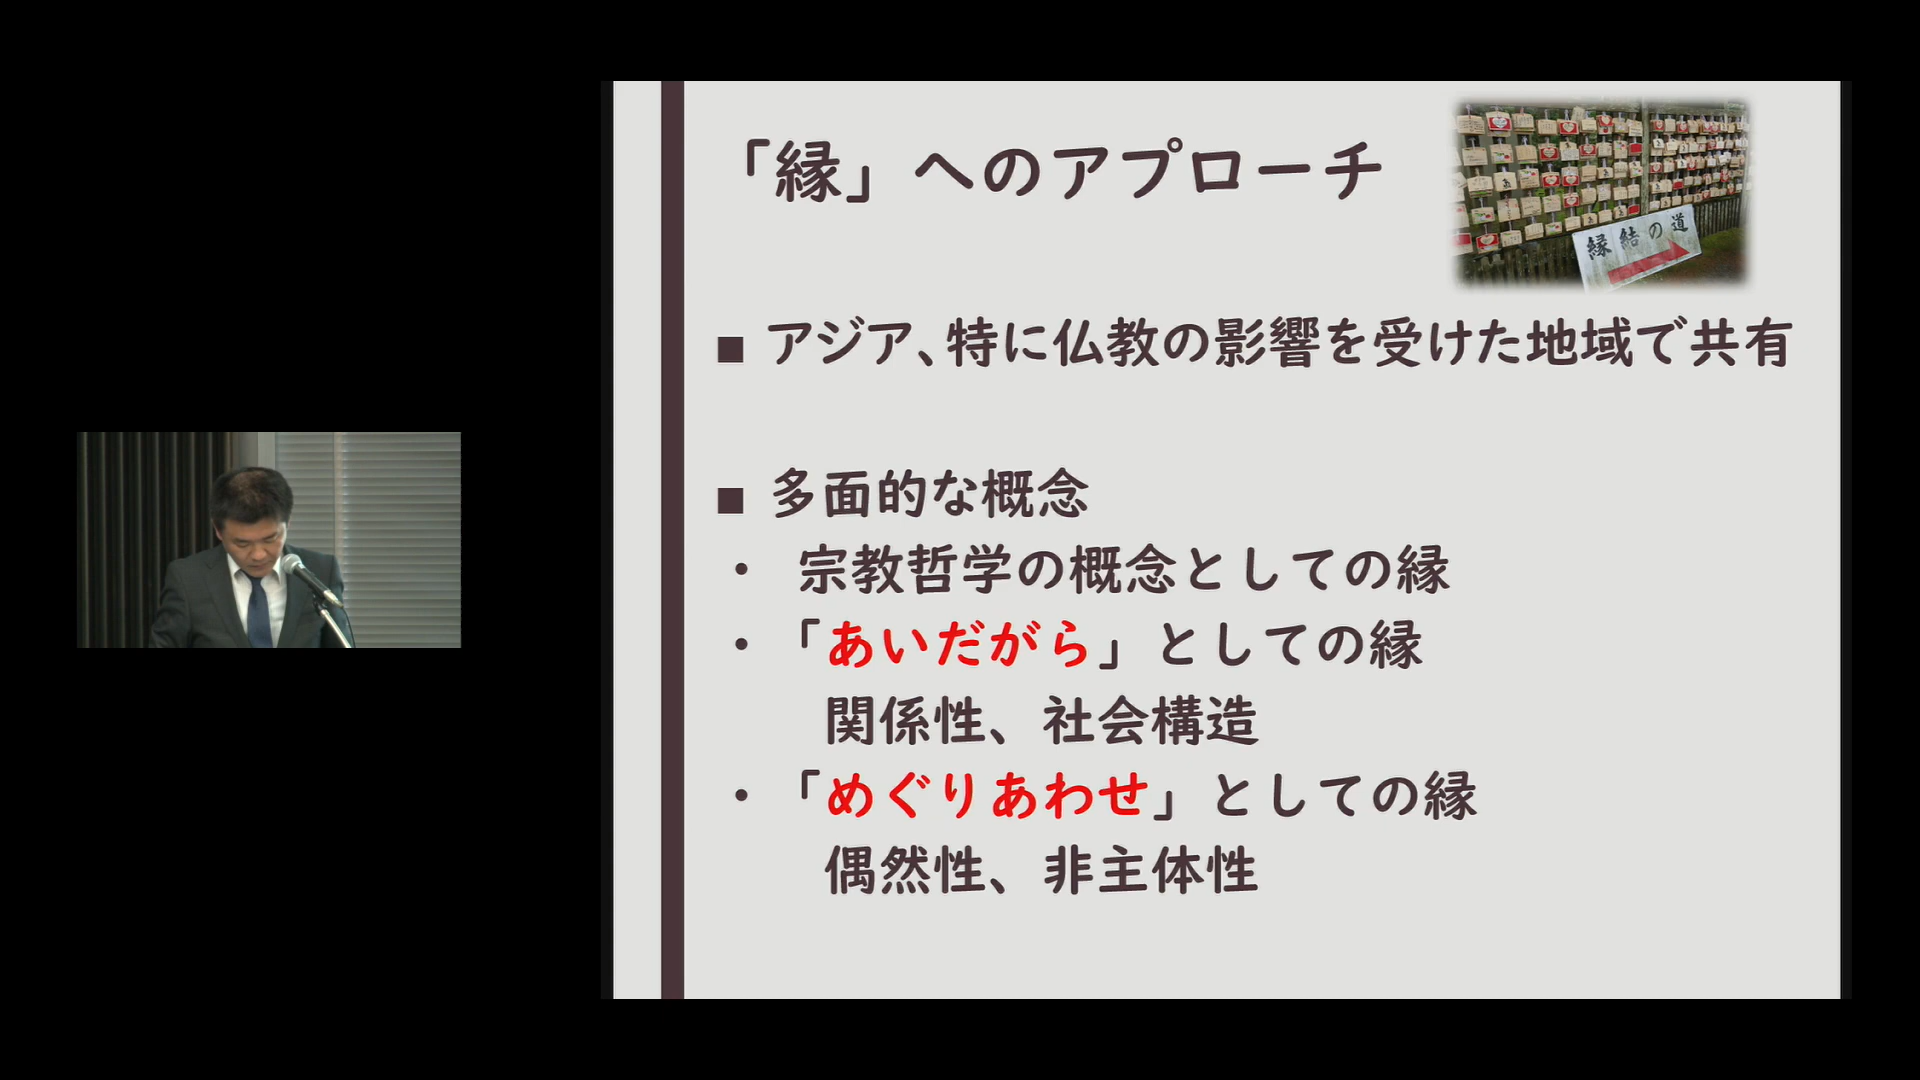 「縁」へのアプローチ
縁結の道
■ アジア、特に仏教の影響を受けた地域で共有
■ 多面的な概念
・ 宗教哲学の概念としての縁
・ 「あいだがら」としての縁
関係性、社会構造
・ 「めぐりあわせ」としての縁
偶然性、非主体性